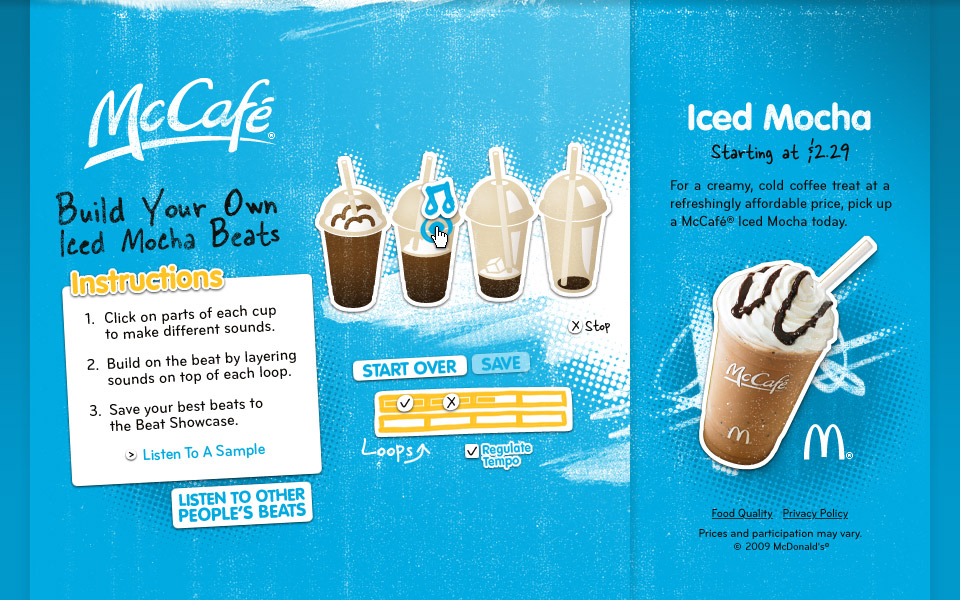 McCafé®
Build Your Own
Iced Mocha Beats
Instructions
1. Click on parts of each cup
to make different sounds.
2. Build on the beat by layering
sounds on top of each loop.
3. Save your best beats to
the Beat Showcase.
> Listen To A Sample
LISTEN TO OTHER
PEOPLE'S BEATS
X Stop
START OVER
SAVE
Loops
Regulate
Tempo
Iced Mocha
Starting at $2.29
For a creamy, cold coffee treat at a
refreshingly affordable price, pick up
a McCafé® Iced Mocha today.
McCafé
M
M®
Food Quality Privacy Policy
Prices and participation may vary.
© 2009 McDonald's®